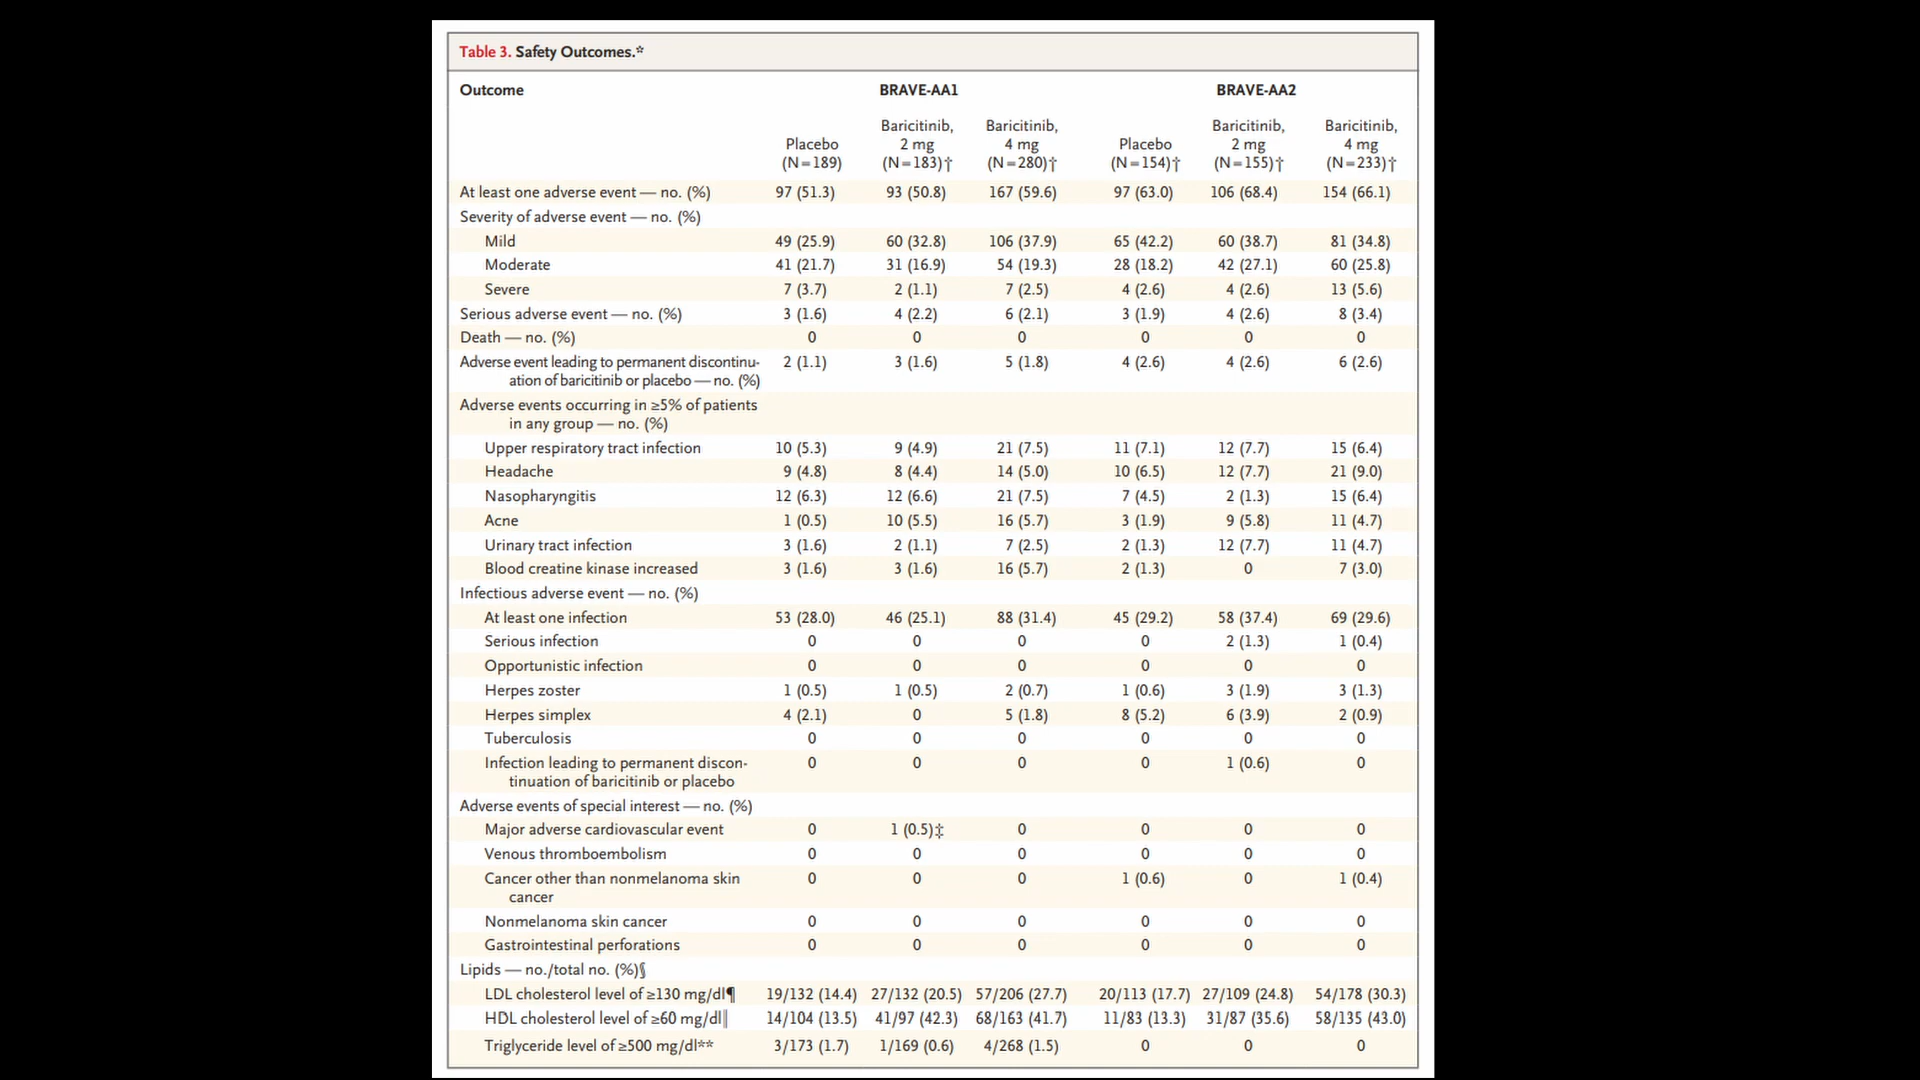 Table 3. Safety Outcomes.*
Outcome BRAVE-AA1 BRAVE-AA2
Baricitinib, Baricitinib, Baricitinib, Baricitinib,
Placebo 2 mg 4 mg Placebo 2 mg 4 mg
(N=189) (N=183)† (N=280)† (N=154)† (N=155)† (N=233)†
At least one adverse event — no. (%) 97 (51.3) 93 (50.8) 167 (59.6) 97 (63.0) 106 (68.4) 154 (66.1)
Severity of adverse event — no. (%)
Mild 49 (25.9) 60 (32.8) 106 (37.9) 65 (42.2) 60 (38.7) 81 (34.8)
Moderate 41 (21.7) 31 (16.9) 54 (19.3) 28 (18.2) 42 (27.1) 60 (25.8)
Severe 7 (3.7) 2 (1.1) 7 (2.5) 4 (2.6) 4 (2.6) 13 (5.6)
Serious adverse event — no. (%) 3 (1.6) 4 (2.2) 6 (2.1) 3 (1.9) 4 (2.6) 8 (3.4)
Death — no. (%) 0 0 0 0 0 0
Adverse event leading to permanent discontinu- 2 (1.1) 3 (1.6) 5 (1.8) 4 (2.6) 4 (2.6) 6 (2.6)
ation of baricitinib or placebo — no. (%)
Adverse events occurring in ≥5% of patients
in any group — no. (%)
Upper respiratory tract infection 10 (5.3) 9 (4.9) 21 (7.5) 11 (7.1) 12 (7.7) 15 (6.4)
Headache 9 (4.8) 8 (4.4) 14 (5.0) 10 (6.5) 12 (7.7) 21 (9.0)
Nasopharyngitis 12 (6.3) 12 (6.6) 21 (7.5) 7 (4.5) 2 (1.3) 15 (6.4)
Acne 1 (0.5) 10 (5.5) 16 (5.7) 3 (1.9) 9 (5.8) 11 (4.7)
Urinary tract infection 3 (1.6) 2 (1.1) 7 (2.5) 2 (1.3) 12 (7.7) 11 (4.7)
Blood creatine kinase increased 3 (1.6) 3 (1.6) 16 (5.7) 2 (1.3) 0 7 (3.0)
Infectious adverse event — no. (%)
At least one infection 53 (28.0) 46 (25.1) 88 (31.4) 45 (29.2) 58 (37.4) 69 (29.6)
Serious infection 0 0 0 0 2 (1.3) 1 (0.4)
Opportunistic infection 0 0 0 0 0 0
Herpes zoster 1 (0.5) 1 (0.5) 2 (0.7) 1 (0.6) 3 (1.9) 3 (1.3)
Herpes simplex 4 (2.1) 0 5 (1.8) 8 (5.2) 6 (3.9) 2 (0.9)
Tuberculosis 0 0 0 0 0 0
Infection leading to permanent discon- 0 0 0 0 1 (0.6) 0
tinuation of baricitinib or placebo
Adverse events of special interest — no. (%)
Major adverse cardiovascular event 0 1 (0.5)‡ 0 0 0 0
Venous thromboembolism 0 0 0 0 0 0
Cancer other than nonmelanoma skin 0 0 0 1 (0.6) 0 1 (0.4)
cancer
Nonmelanoma skin cancer 0 0 0 0 0 0
Gastrointestinal perforations 0 0 0 0 0 0
Lipids — no./total no. (%)§
LDL cholesterol level of ≥130 mg/dl¶ 19/132 (14.4) 27/132 (20.5) 57/206 (27.7) 20/113 (17.7) 27/109 (24.8) 54/178 (30.3)
HDL cholesterol level of ≥60 mg/dl‖ 14/104 (13.5) 41/97 (42.3) 68/163 (41.7) 11/83 (13.3) 31/87 (35.6) 58/135 (43.0)
Triglyceride level of ≥500 mg/dl** 3/173 (1.7) 1/169 (0.6) 4/268 (1.5) 0 0 0